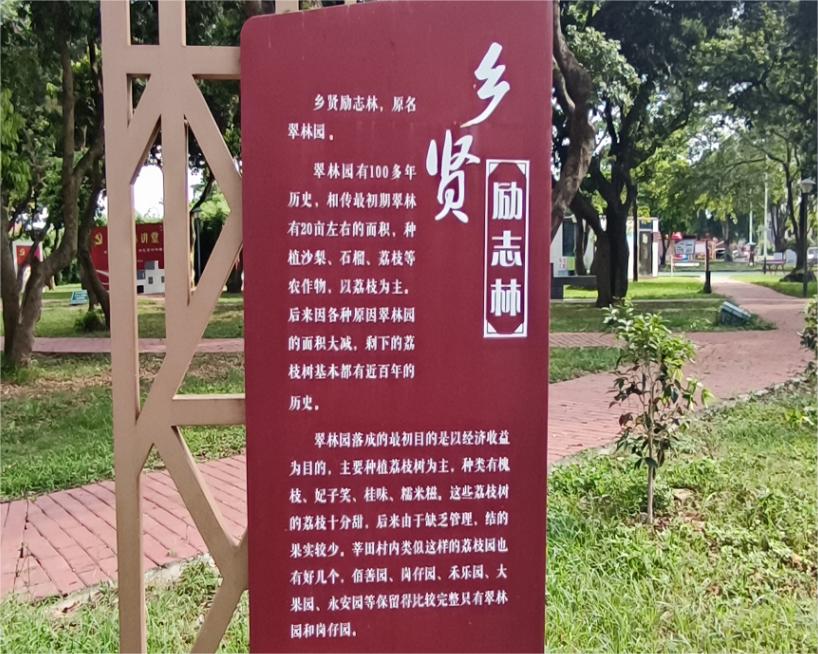 乡贤
励志林
乡贤励志林，原名
翠林园。
翠林园有100多年
历史，相传最初期翠林
有20亩左右的面积，种
植沙梨、石榴、荔枝等
农作物，以荔枝为主。
后来因各种原因翠林园
的面积大减，剩下的荔
枝树基本都有近百年的
历史。
翠林园落成的最初目的是以经济收益
为目的，主要种植荔枝树为主，种类有槐
枝、妃子笑、桂味、糯米糍。这些荔枝树
的荔枝十分甜，后来由于缺乏管理，结的
果实较少。莘田村内类似这样的荔枝园也
有好几个，佰善园、岗仔园、禾乐园、大
果园、永安园等保留得比较完整只有翠林
园和岗仔园。
讲堂